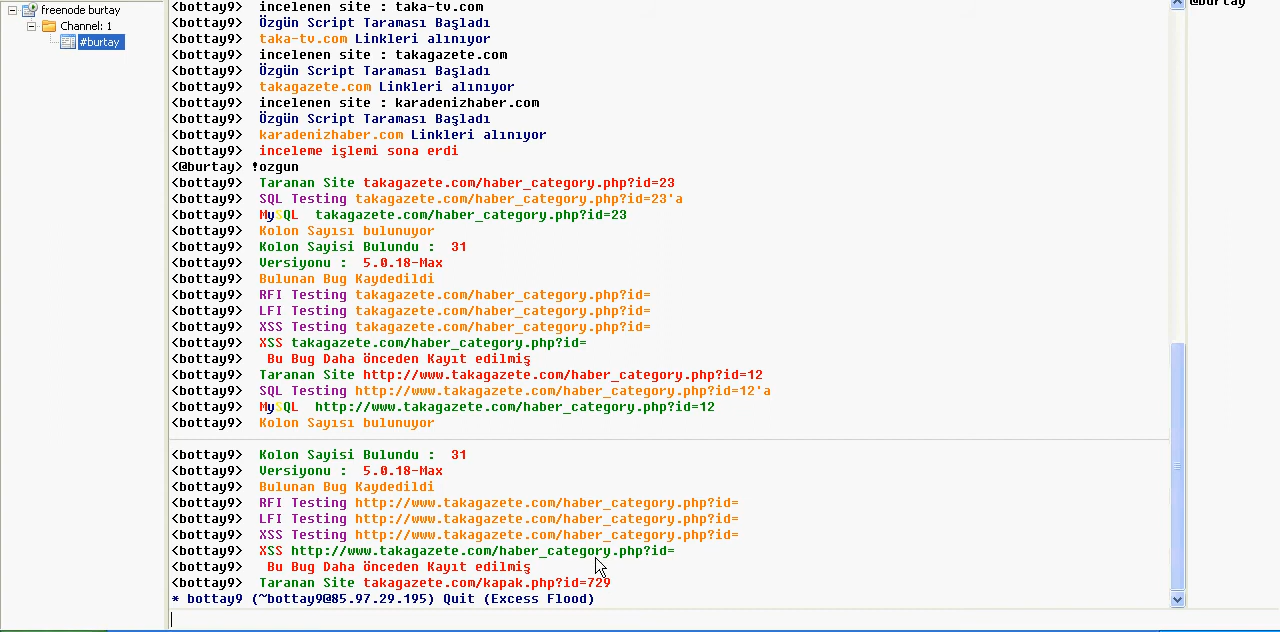 freenode burtay
Channel: 1
#burtay
@burtay
<bottay9> incelenen site : taka-tv.com
<bottay9> Özgün Script Taraması Başladı
<bottay9> taka-tv.com Linkleri alınıyor
<bottay9> incelenen site : takagazete.com
<bottay9> Özgün Script Taraması Başladı
<bottay9> takagazete.com Linkleri alınıyor
<bottay9> incelenen site : karadenizhaber.com
<bottay9> Özgün Script Taraması Başladı
<bottay9> karadenizhaber.com Linkleri alınıyor
<bottay9> inceleme işlemi sona erdi
<@burtay> !ozgun
<bottay9> Taranan Site takagazete.com/haber_category.php?id=23
<bottay9> SQL Testing takagazete.com/haber_category.php?id=23'a
<bottay9> MySQL takagazete.com/haber_category.php?id=23
<bottay9> Kolon Sayısı bulunuyor
<bottay9> Kolon Sayisi Bulundu : 31
<bottay9> Versiyonu : 5.0.18-Max
<bottay9> Bulunan Bug Kaydedildi
<bottay9> RFI Testing takagazete.com/haber_category.php?id=
<bottay9> LFI Testing takagazete.com/haber_category.php?id=
<bottay9> XSS Testing takagazete.com/haber_category.php?id=
<bottay9> XSS takagazete.com/haber_category.php?id=
<bottay9> Bu Bug Daha önceden Kayıt edilmiş
<bottay9> Taranan Site http://www.takagazete.com/haber_category.php?id=12
<bottay9> SQL Testing http://www.takagazete.com/haber_category.php?id=12'a
<bottay9> MySQL http://www.takagazete.com/haber_category.php?id=12
<bottay9> Kolon Sayısı bulunuyor
<bottay9> Kolon Sayisi Bulundu : 31
<bottay9> Versiyonu : 5.0.18-Max
<bottay9> Bulunan Bug Kaydedildi
<bottay9> RFI Testing http://www.takagazete.com/haber_category.php?id=
<bottay9> LFI Testing http://www.takagazete.com/haber_category.php?id=
<bottay9> XSS Testing http://www.takagazete.com/haber_category.php?id=
<bottay9> XSS http://www.takagazete.com/haber_category.php?id=
<bottay9> Bu Bug Daha önceden Kayıt edilmiş
<bottay9> Taranan Site takagazete.com/kapak.php?id=729
* bottay9 (~bottay9@85.97.29.195) Quit (Excess Flood)